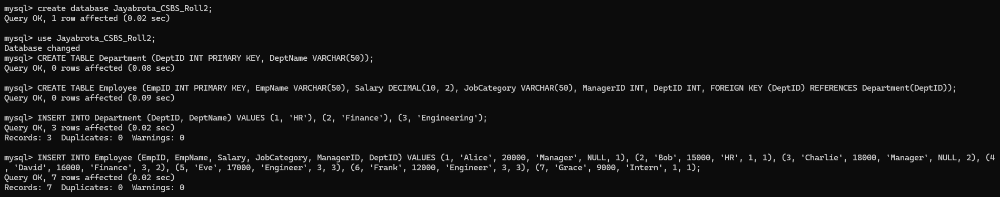 mysql> create database Jayabrota_CSBS_Roll2;
Query OK, 1 row affected (0.02 sec)
mysql> use Jayabrota_CSBS_Roll2;
Database changed
mysql> CREATE TABLE Department (DeptID INT PRIMARY KEY, DeptName VARCHAR(50));
Query OK, 0 rows affected (0.08 sec)
mysql> CREATE TABLE Employee (EmpID INT PRIMARY KEY, EmpName VARCHAR(50), Salary DECIMAL(10, 2), JobCategory VARCHAR(50), ManagerID INT, DeptID INT, FOREIGN KEY (DeptID) REFERENCES Department(DeptID));
Query OK, 0 rows affected (0.09 sec)
mysql> INSERT INTO Department (DeptID, DeptName) VALUES (1, 'HR'), (2, 'Finance'), (3, 'Engineering');
Query OK, 3 rows affected (0.02 sec)
Records: 3  Duplicates: 0  Warnings: 0
mysql> INSERT INTO Employee (EmpID, EmpName, Salary, JobCategory, ManagerID, DeptID) VALUES (1, 'Alice', 20000, 'Manager', NULL, 1), (2, 'Bob', 15000, 'HR', 1, 1), (3, 'Charlie', 18000, 'Manager', NULL, 2), (4
, 'David', 16000, 'Finance', 3, 2), (5, 'Eve', 17000, 'Engineer', 3, 3), (6, 'Frank', 12000, 'Engineer', 3, 3), (7, 'Grace', 9000, 'Intern', 1, 1);
Query OK, 7 rows affected (0.02 sec)
Records: 7  Duplicates: 0  Warnings: 0